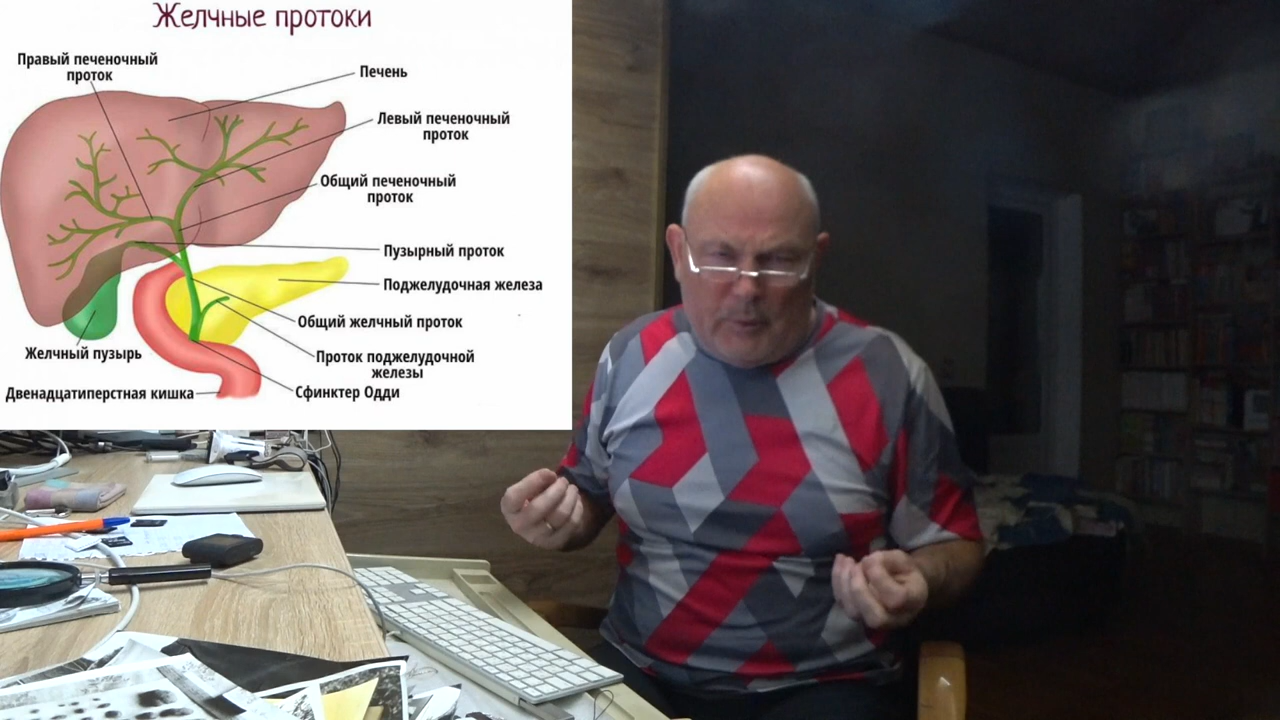 Желчные протоки
Правый печеночный
проток
Печень
Левый печеночный
проток
Общий печеночный
проток
Пузырный проток
Поджелудочная железа
Общий желчный проток
Желчный пузырь
Проток поджелудочной
железы
Двенадцатиперстная кишка
Сфинктер Одди